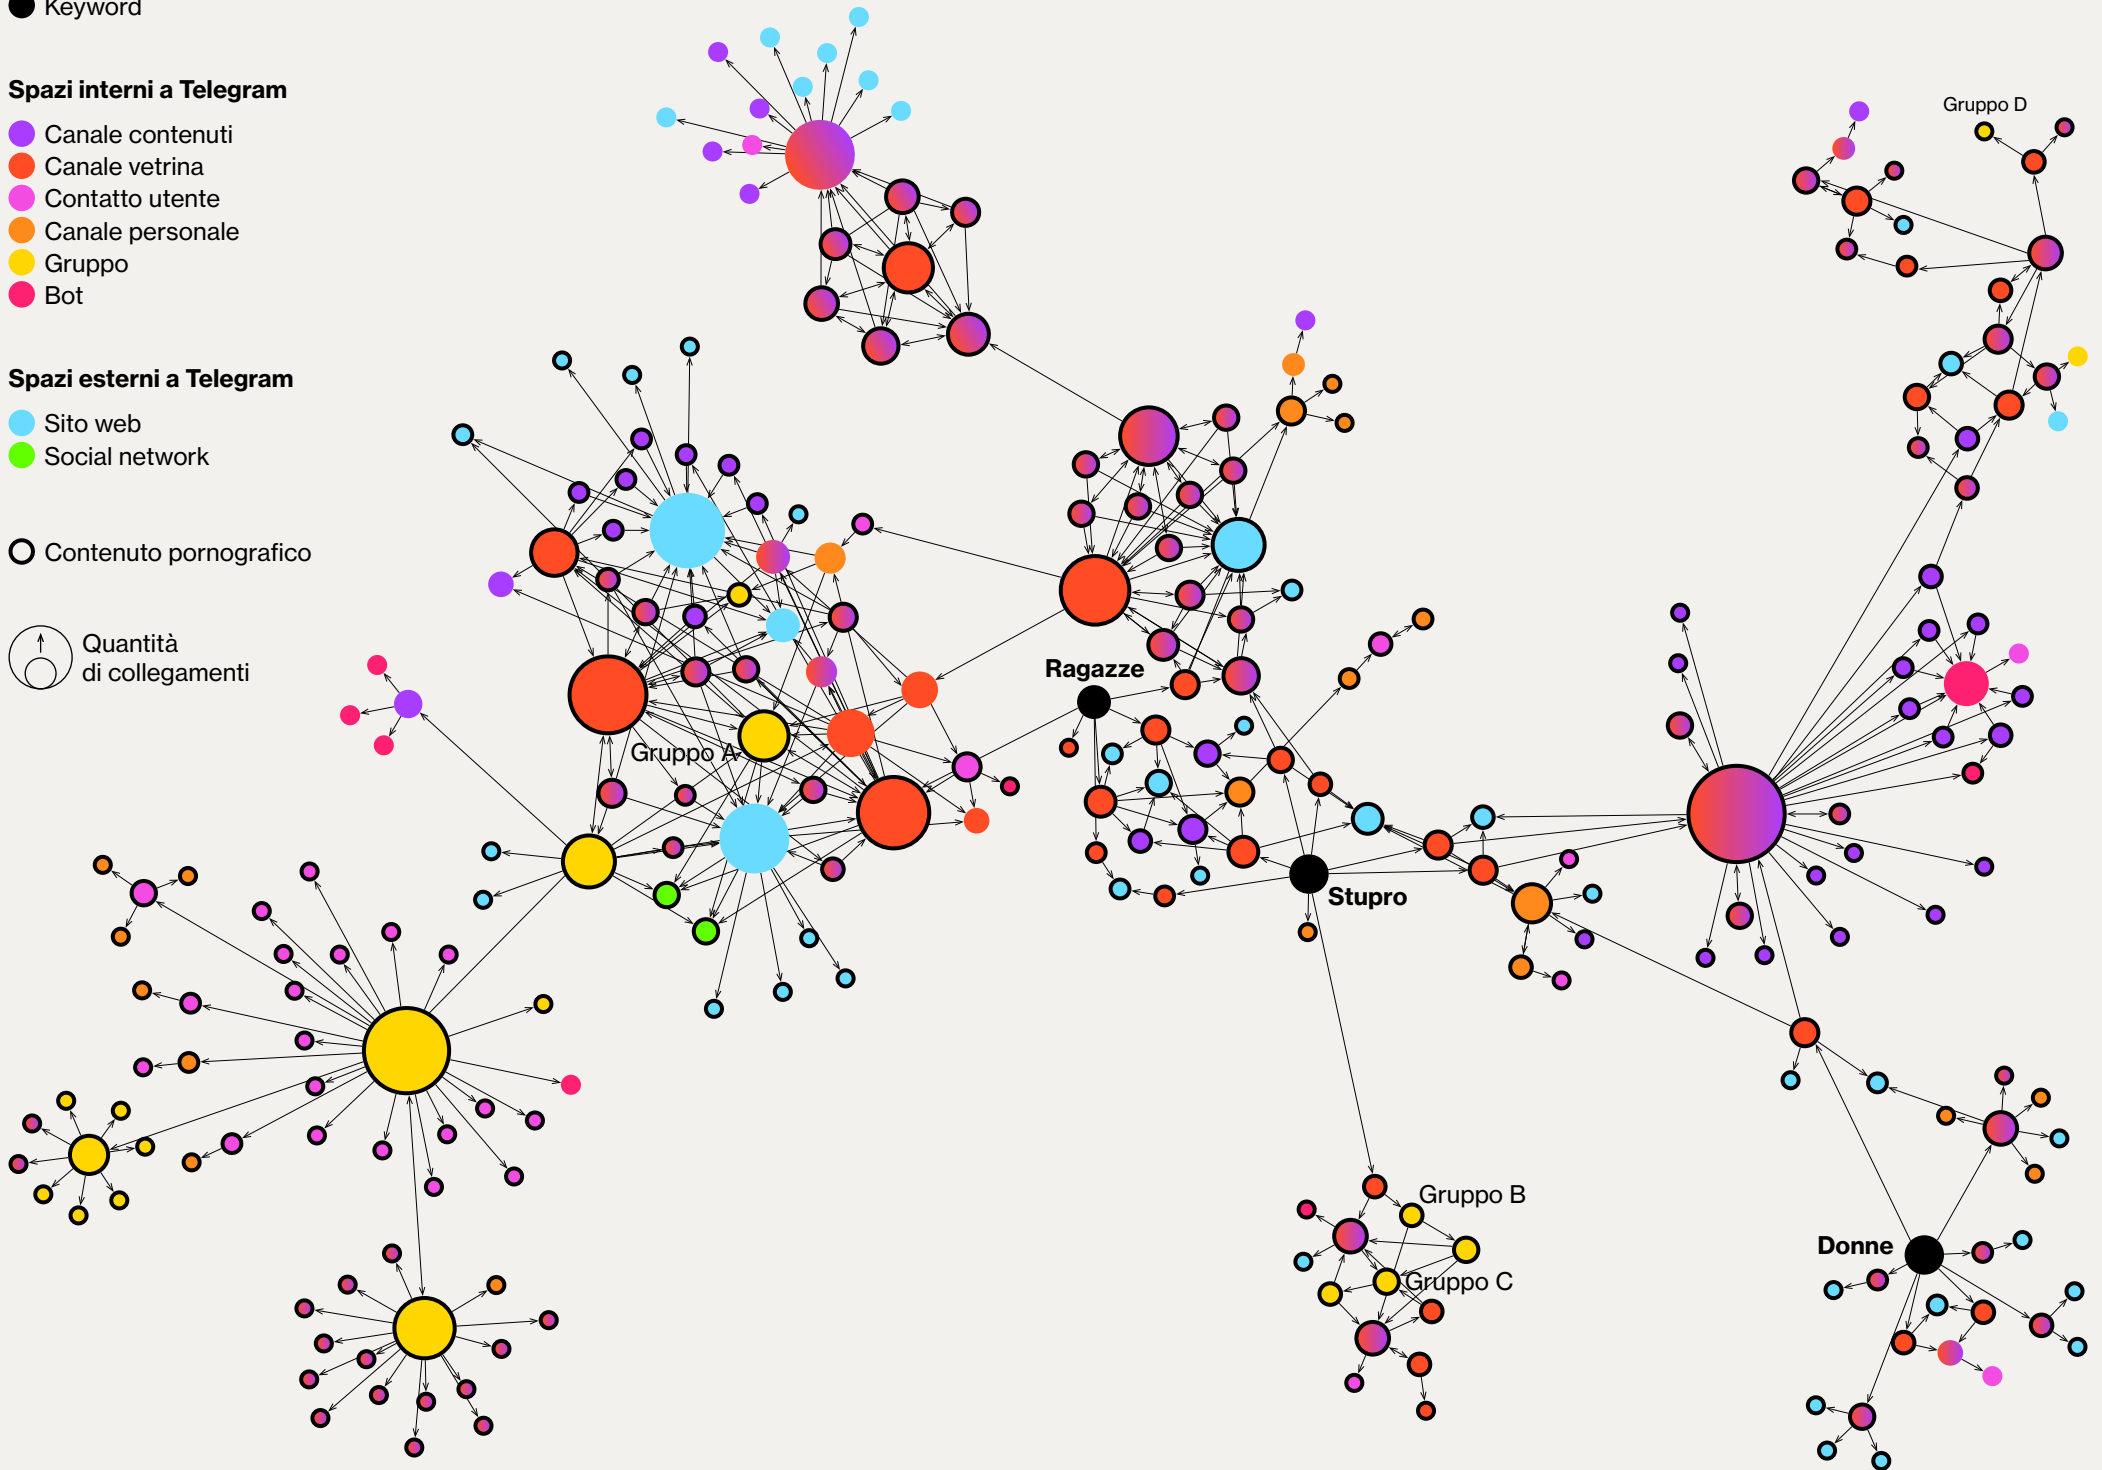 Keyword
Spazi interni a Telegram
Canale contenuti
Canale vetrina
Contatto utente
Canale personale
Gruppo
Bot
Spazi esterni a Telegram
Sito web
Social network
Contenuto pornografico
Quantità
di collegamenti
Gruppo D
Ragazze
Gruppo A
Stupro
Gruppo B
Donne
Gruppo C